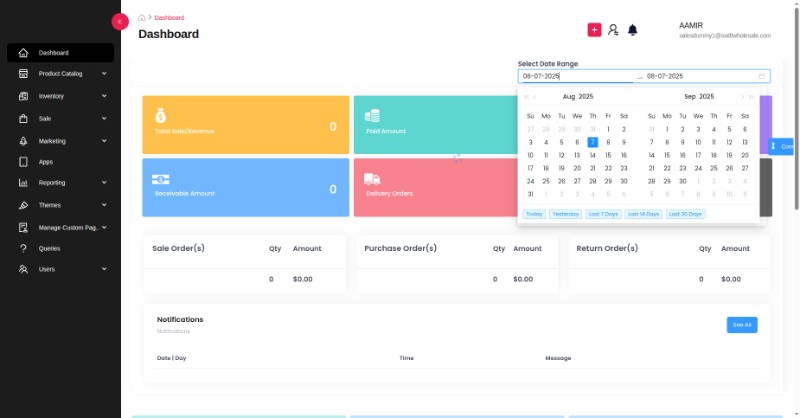 Dashboard
Dashboard
AAMIR
salesdummy1@swiftwholesale.com
Dashboard
Product Catalog
Inventory
Sale
Marketing
Apps
Reporting
Themes
Manage Custom Pag..
Queries
Users
Select Date Range
08-07-2025 → 08-07-2025
Aug 2025 Sep 2025
Su Mo Tu We Th Fr Sa Su Mo Tu We Th Fr Sa
27 28 29 30 31 1 2 31 1 2 3 4 5 6
3 4 5 6 7 8 9 7 8 9 10 11 12 13
10 11 12 13 14 15 16 14 15 16 17 18 19 20
17 18 19 20 21 22 23 21 22 23 24 25 26 27
24 25 26 27 28 29 30 28 29 30 1 2 3 4
31 1 2 3 4 5 6 5 6 7 8 9 10 11
Today Yesterday Last 7 Days Last 14 Days Last 30 Days
Total Sale/Revenue 0
Paid Amount
Receivable Amount 0
Delivery Orders
Sale Order(s) Qty Amount
0 $0.00
Purchase Order(s) Qty Amount
0 $0.00
Return Order(s) Qty Amount
0 $0.00
Notifications
Notifications
See All
Date | Day Time Message